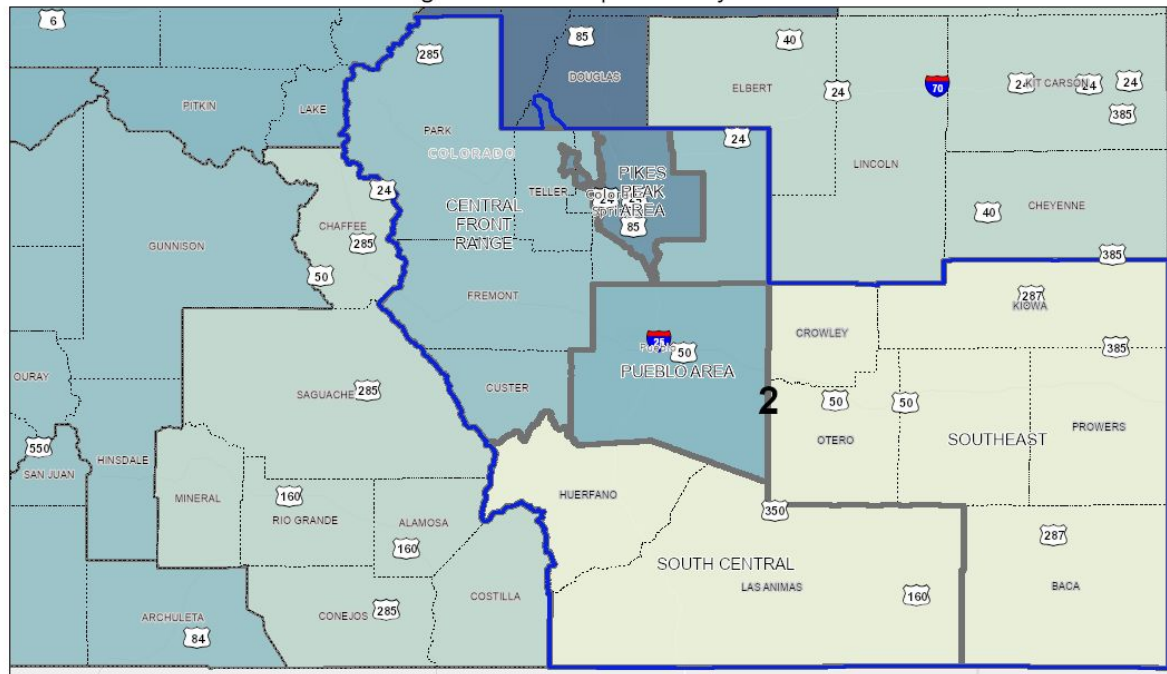 6
85
40
285
DOUGLAS
24
70
24
KIT CARSON
24
24
385
PITKIN
LAKE
ELBERT
PARK
COLORADO
24
LINCOLN
PIKES
PEAK
AREA
TELLER
24
CENTRAL
FRONT
RANGE
CHAFFEE
285
24
85
40
CHEYENNE
GUNNISON
50
385
FREMONT
287
KIOWA
CROWLEY
25
Pueblo
50
385
PUEBLO AREA
OURAY
SAGUACHE
285
CUSTER
2
50
50
PROWERS
OTERO
SOUTHEAST
550
SAN JUAN
HINSDALE
MINERAL
160
RIO GRANDE
ALAMOSA
160
HUERFANO
350
287
SOUTH CENTRAL
LAS ANIMAS
160
BACA
COSTILLA
CONEJOS
285
ARCHULETA
84